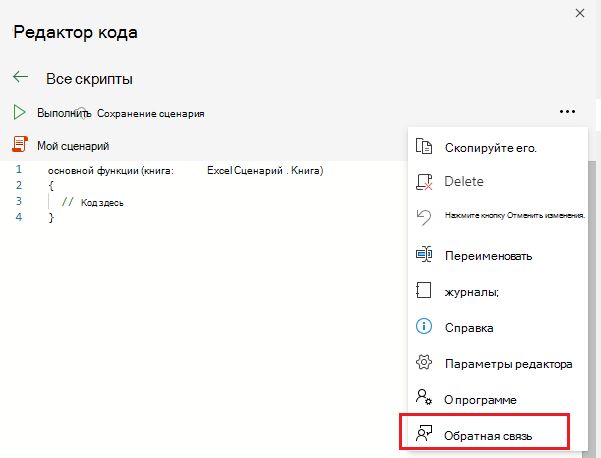 Редактор кода
Все скрипты
Выполнить Сохранение сценария
Мой сценарий
1 основной функции (книга: Excel Сценарий . Книга)
2 {
3 // Код здесь
4 }
Скопируйте его.
Delete
Нажмите кнопку Отменить изменения.
Переименовать
журналы;
Справка
Параметры редактора
О программе
Обратная связь